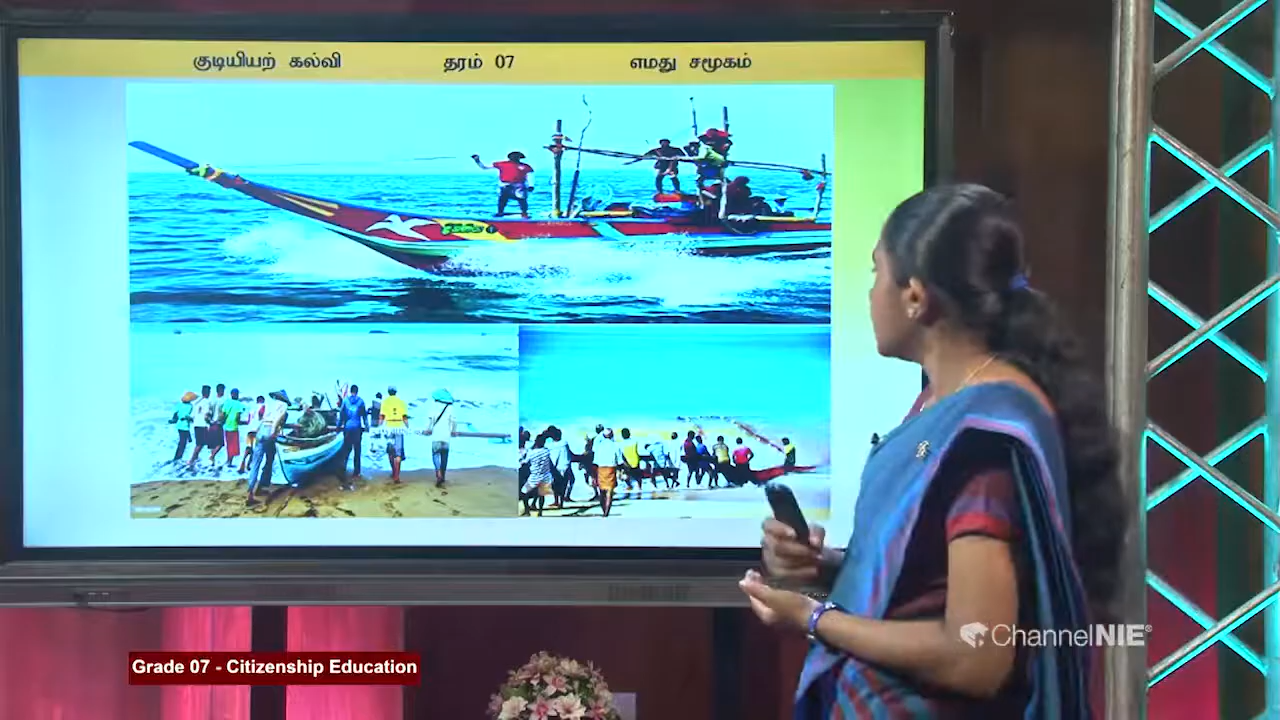 குடியியற் கல்வி தரம் 07 எமது சமூகம்
ChannelNIE®
Grade 07 - Citizenship Education